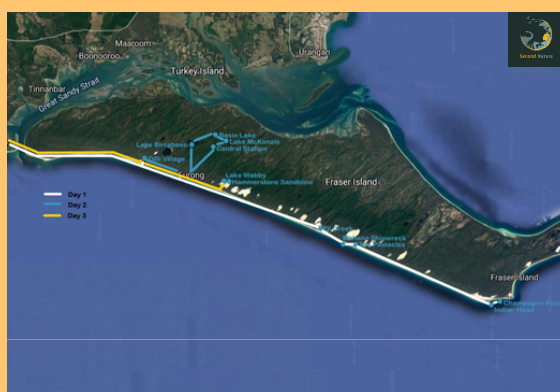 Second Nature
Maaroom
Boonooroo
Urangan
Tinnanbar
Turkey Island
Great Sandy Strait
Basin Lake
Lake Birrabeen
Lake McKenzie
Central Station
Dilli Village
Eurong
Lake Wabby
Hammerstone Sandblow
Fraser Island
Day 1
Day 2
Day 3
Eli Creek
Shipwreck
Pinnacles
Fraser Island
Champagne Pools
Indian Head